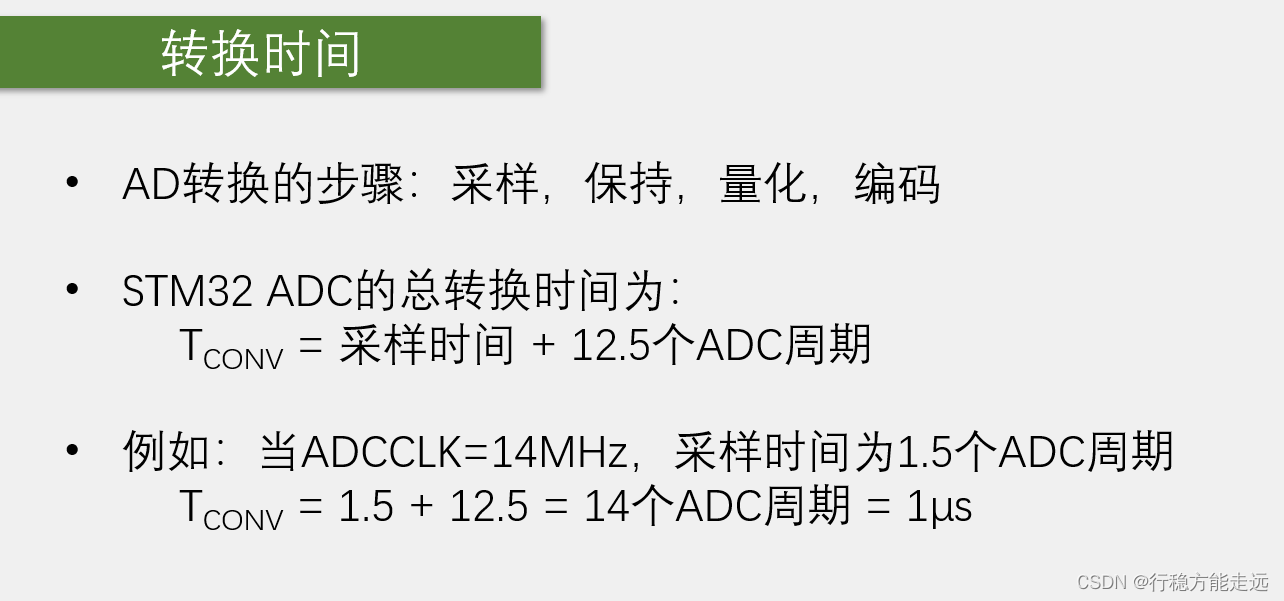 转换时间
• AD转换的步骤：采样，保持，量化，编码
• STM32 ADC的总转换时间为：
TCONV = 采样时间 + 12.5个ADC周期
• 例如：当ADCCLK=14MHz，采样时间为1.5个ADC周期
TCONV = 1.5 + 12.5 = 14个ADC周期 = 1μs
CSDN @行稳方能走远